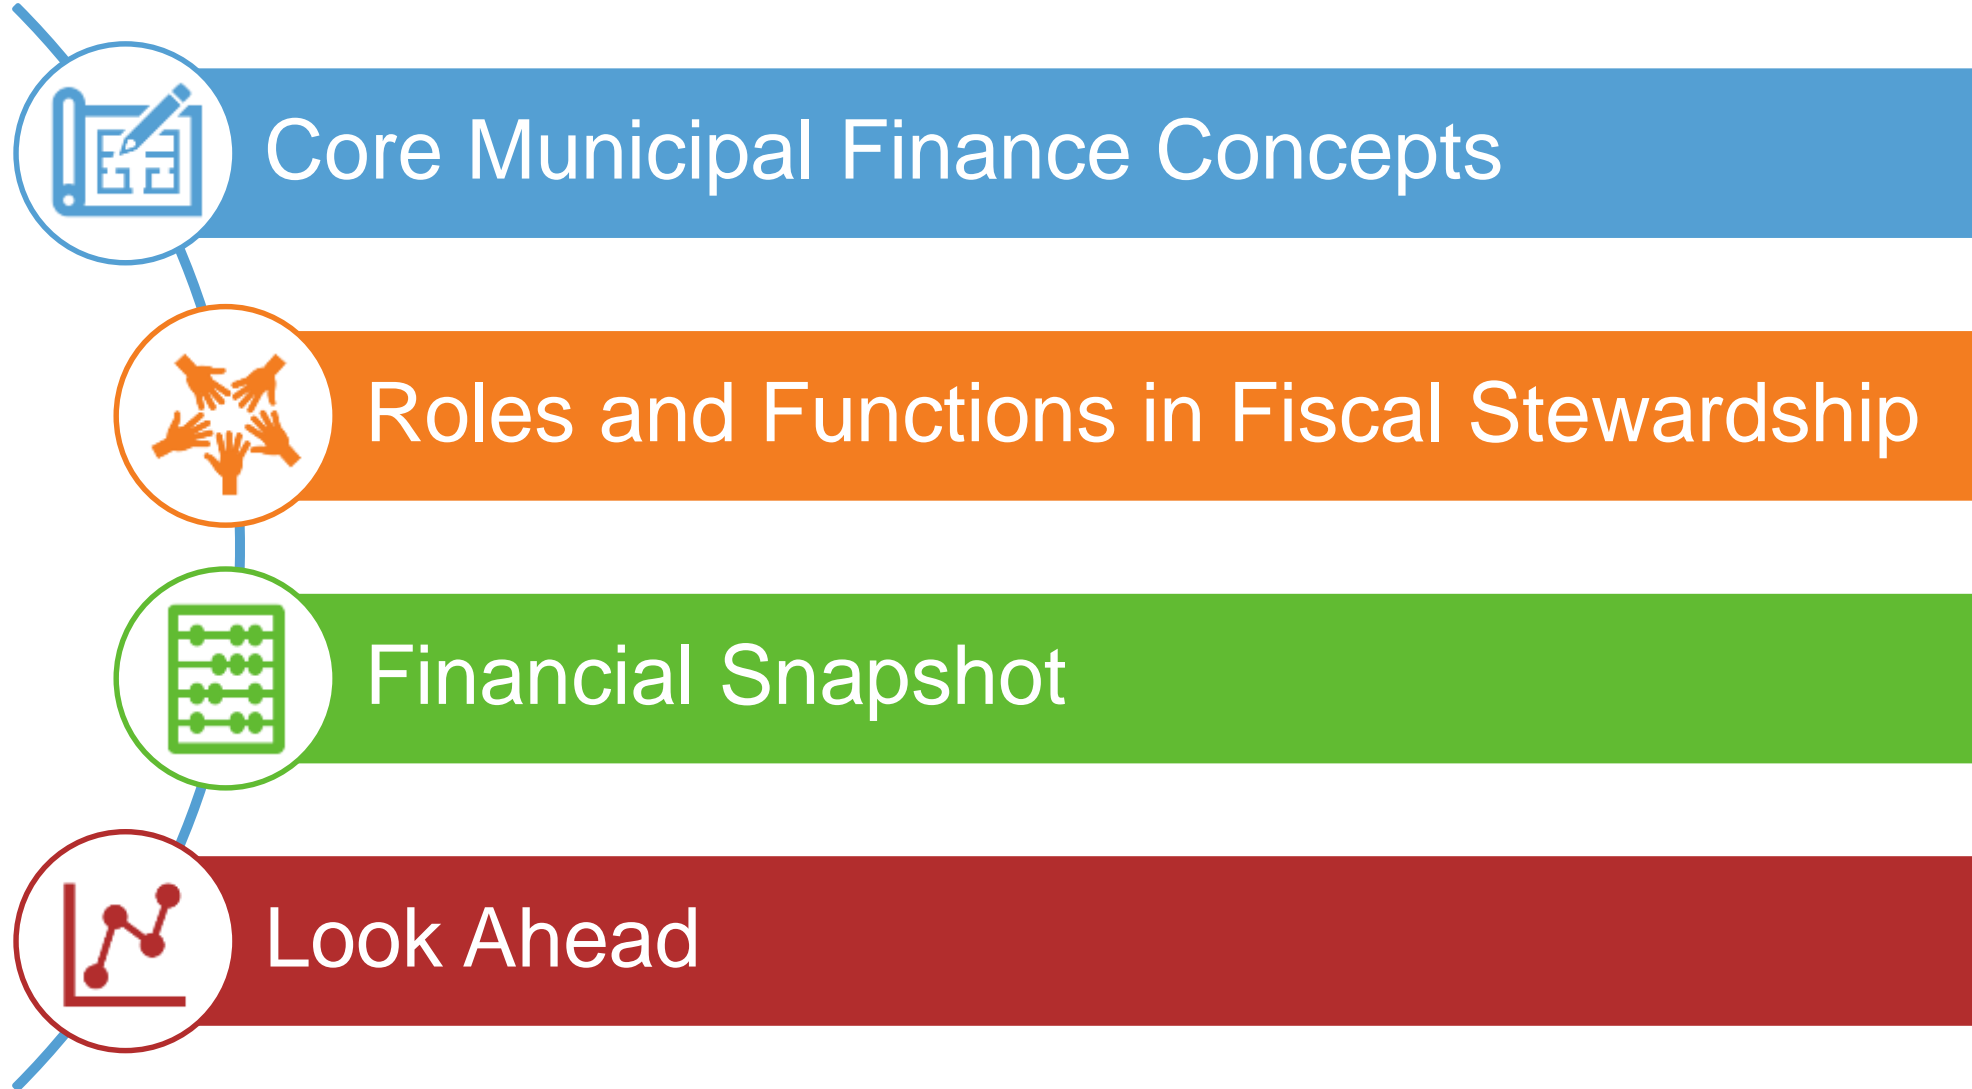 Core Municipal Finance Concepts
Roles and Functions in Fiscal Stewardship
Financial Snapshot
Look Ahead